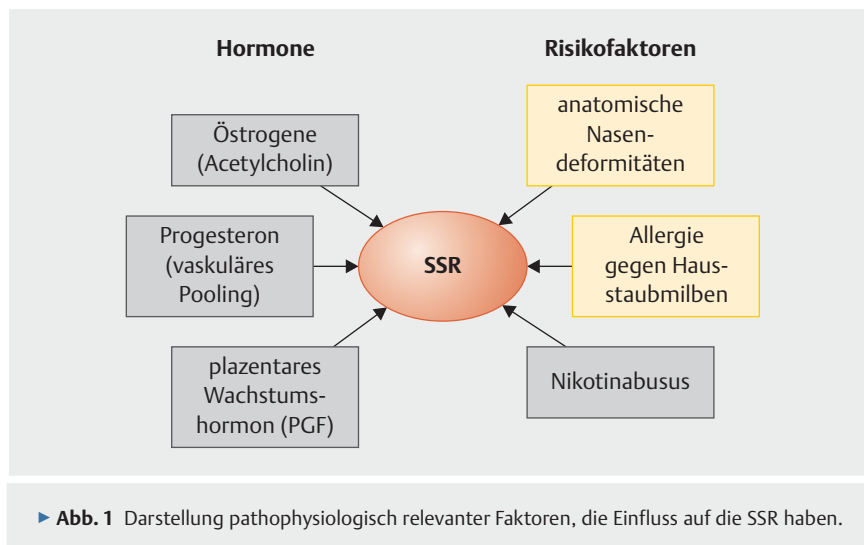 Hormone
Risikofaktoren
Östrogene
(Acetylcholin)
Progesteron
(vaskuläres
Pooling)
plazentares
Wachstums-
hormon (PGF)
SSR
anatomische
Nasen-
deformitäten
Allergie
gegen Haus-
staubmilben
Nikotinabusus
▶ Abb. 1 Darstellung pathophysiologisch relevanter Faktoren, die Einfluss auf die SSR haben.